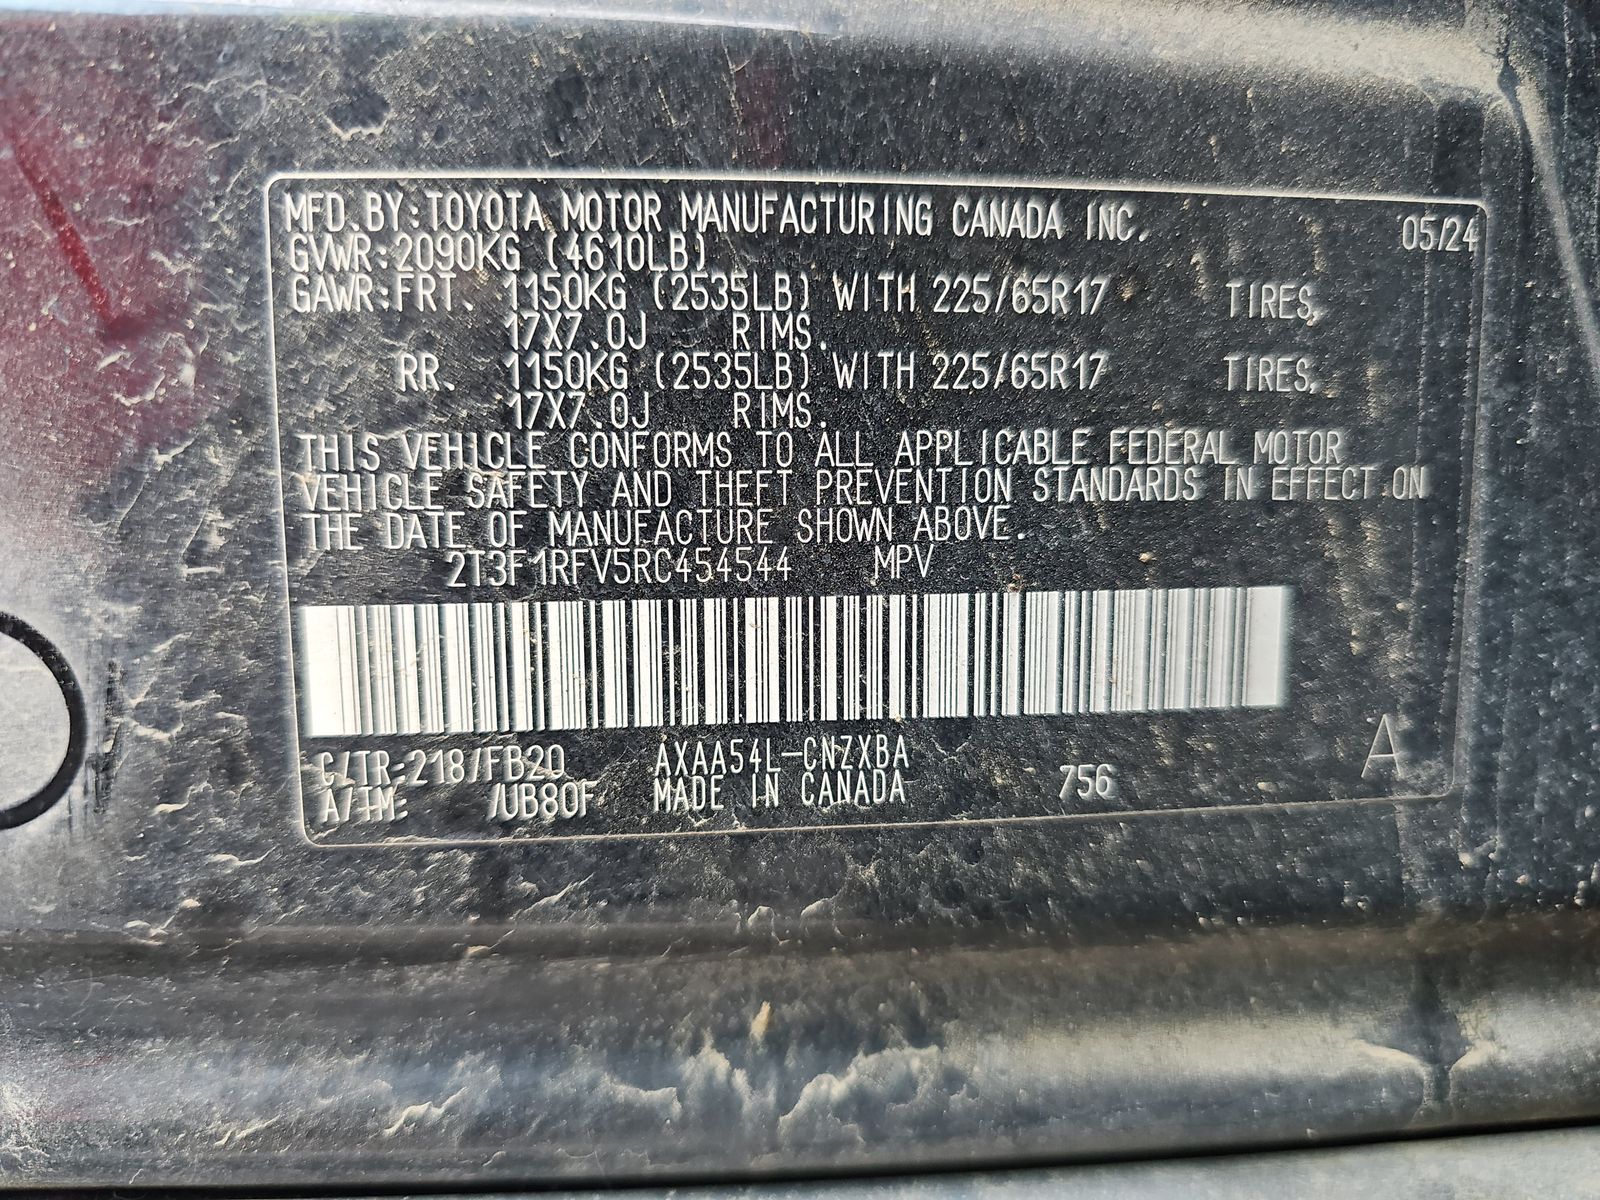 MFD.BY:TOYOTA MOTOR MANUFACTURING CANADA INC. 05/24
GVWR:2090KG (4610LB)
GAWR:FRT. 1150KG (2535LB) WITH 225/65R17 TIRES,
17X7.0J RIMS.
RR. 1150KG (2535LB) WITH 225/65R17 TIRES,
17X7.0J RIMS.
THIS VEHICLE CONFORMS TO ALL APPLICABLE FEDERAL MOTOR
VEHICLE SAFETY AND THEFT PREVENTION STANDARDS IN EFFECT ON
THE DATE OF MANUFACTURE SHOWN ABOVE.
2T3F1RFV5RC454544 MPV
C/TR:218/FB20 AXAA54L-CNZXBA 756 A
A/TM: /UB80F MADE IN CANADA